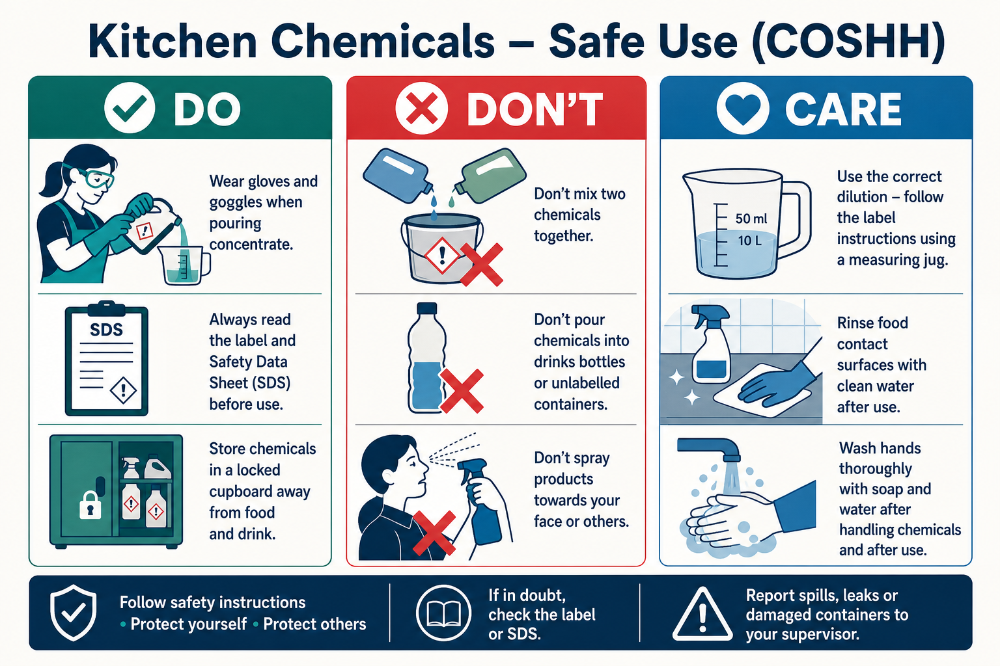 Kitchen Chemicals – Safe Use (COSHH)
DO
Wear gloves and
goggles when
pouring
concentrate.
!
SDS
!
Always read
the label and
Safety Data
Sheet (SDS)
before use.
!
!
Store chemicals
in a locked
cupboard away
from food
and drink.
DON'T
!
Don't mix two
chemicals
together.
Don't pour
chemicals into
drinks bottles
or unlabelled
containers.
Don't spray
products
towards your
face or others.
CARE
50 ml
10 L
Use the correct
dilution – follow
the label
instructions using
a measuring jug.
Rinse food
contact
surfaces with
clean water
after use.
Wash hands
thoroughly
with soap and
water after
handling chemicals
and after use.
Follow safety instructions
• Protect yourself • Protect others
If in doubt,
check the label
or SDS.
!
Report spills, leaks or
damaged containers to
your supervisor.